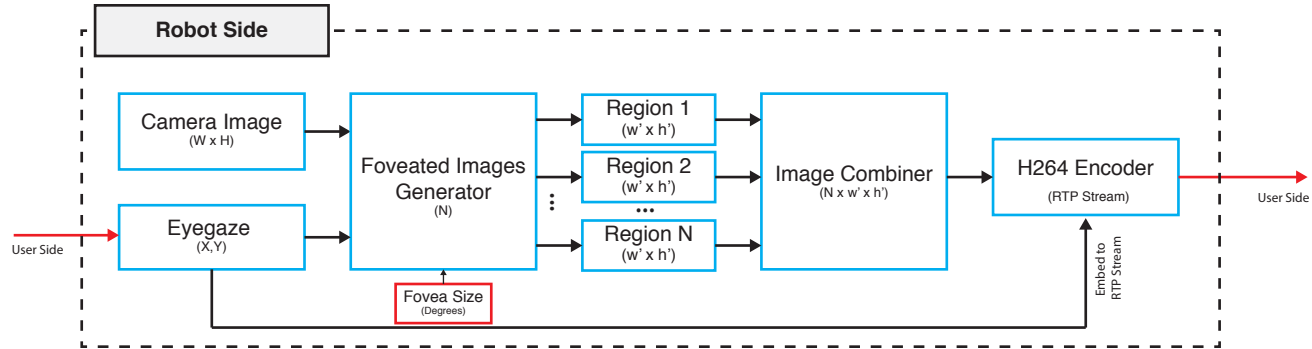 Robot Side
Camera Image
(W x H)
Eyegaze
(X,Y)
User Side
Foveated Images
Generator
(N)
Fovea Size
(Degrees)
Region 1
(w' x h')
Region 2
(w' x h')
...
...
Region N
(w' x h')
Image Combiner
(N x w' x h')
H264 Encoder
(RTP Stream)
Embed to
RTP Stream
User Side